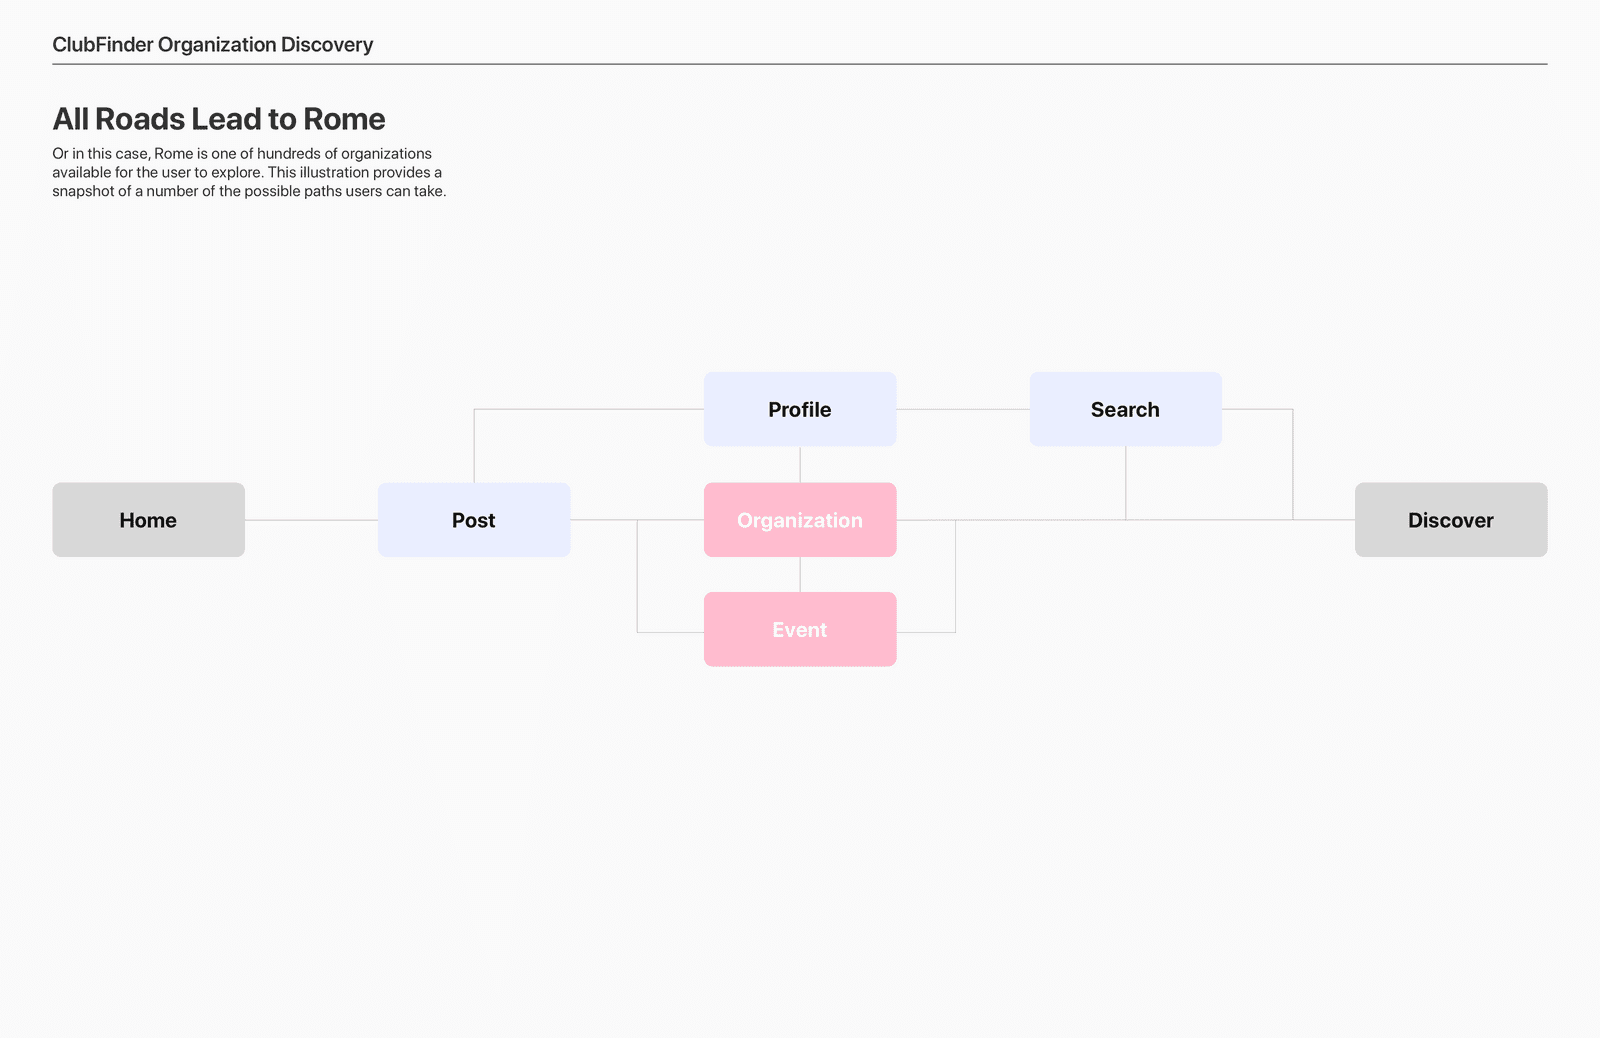 ClubFinder Organization Discovery
All Roads Lead to Rome
Or in this case, Rome is one of hundreds of organizations
available for the user to explore. This illustration provides a
snapshot of a number of the possible paths users can take.
Profile
Search
Home
Post
Organization
Discover
Event